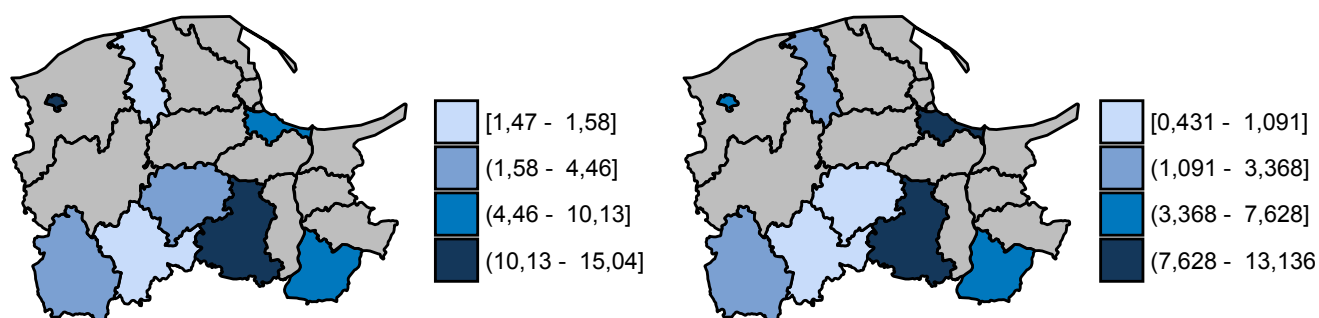 [1,47 - 1,58]
(1,58 - 4,46]
(4,46 - 10,13]
(10,13 - 15,04]
[0,431 - 1,091]
(1,091 - 3,368]
(3,368 - 7,628]
(7,628 - 13,136